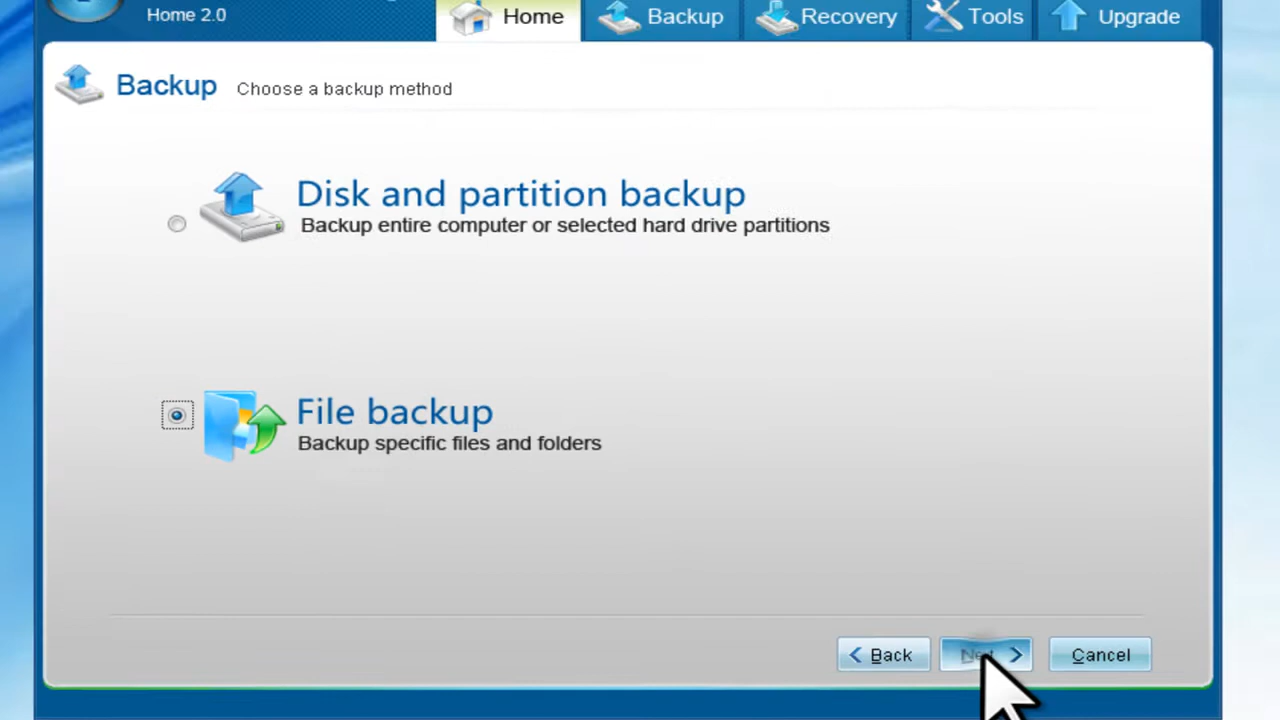 Home 2.0
Home
Backup
Recovery
Tools
Upgrade
Backup
Choose a backup method
Disk and partition backup
Backup entire computer or selected hard drive partitions
File backup
Backup specific files and folders
Back
Cancel